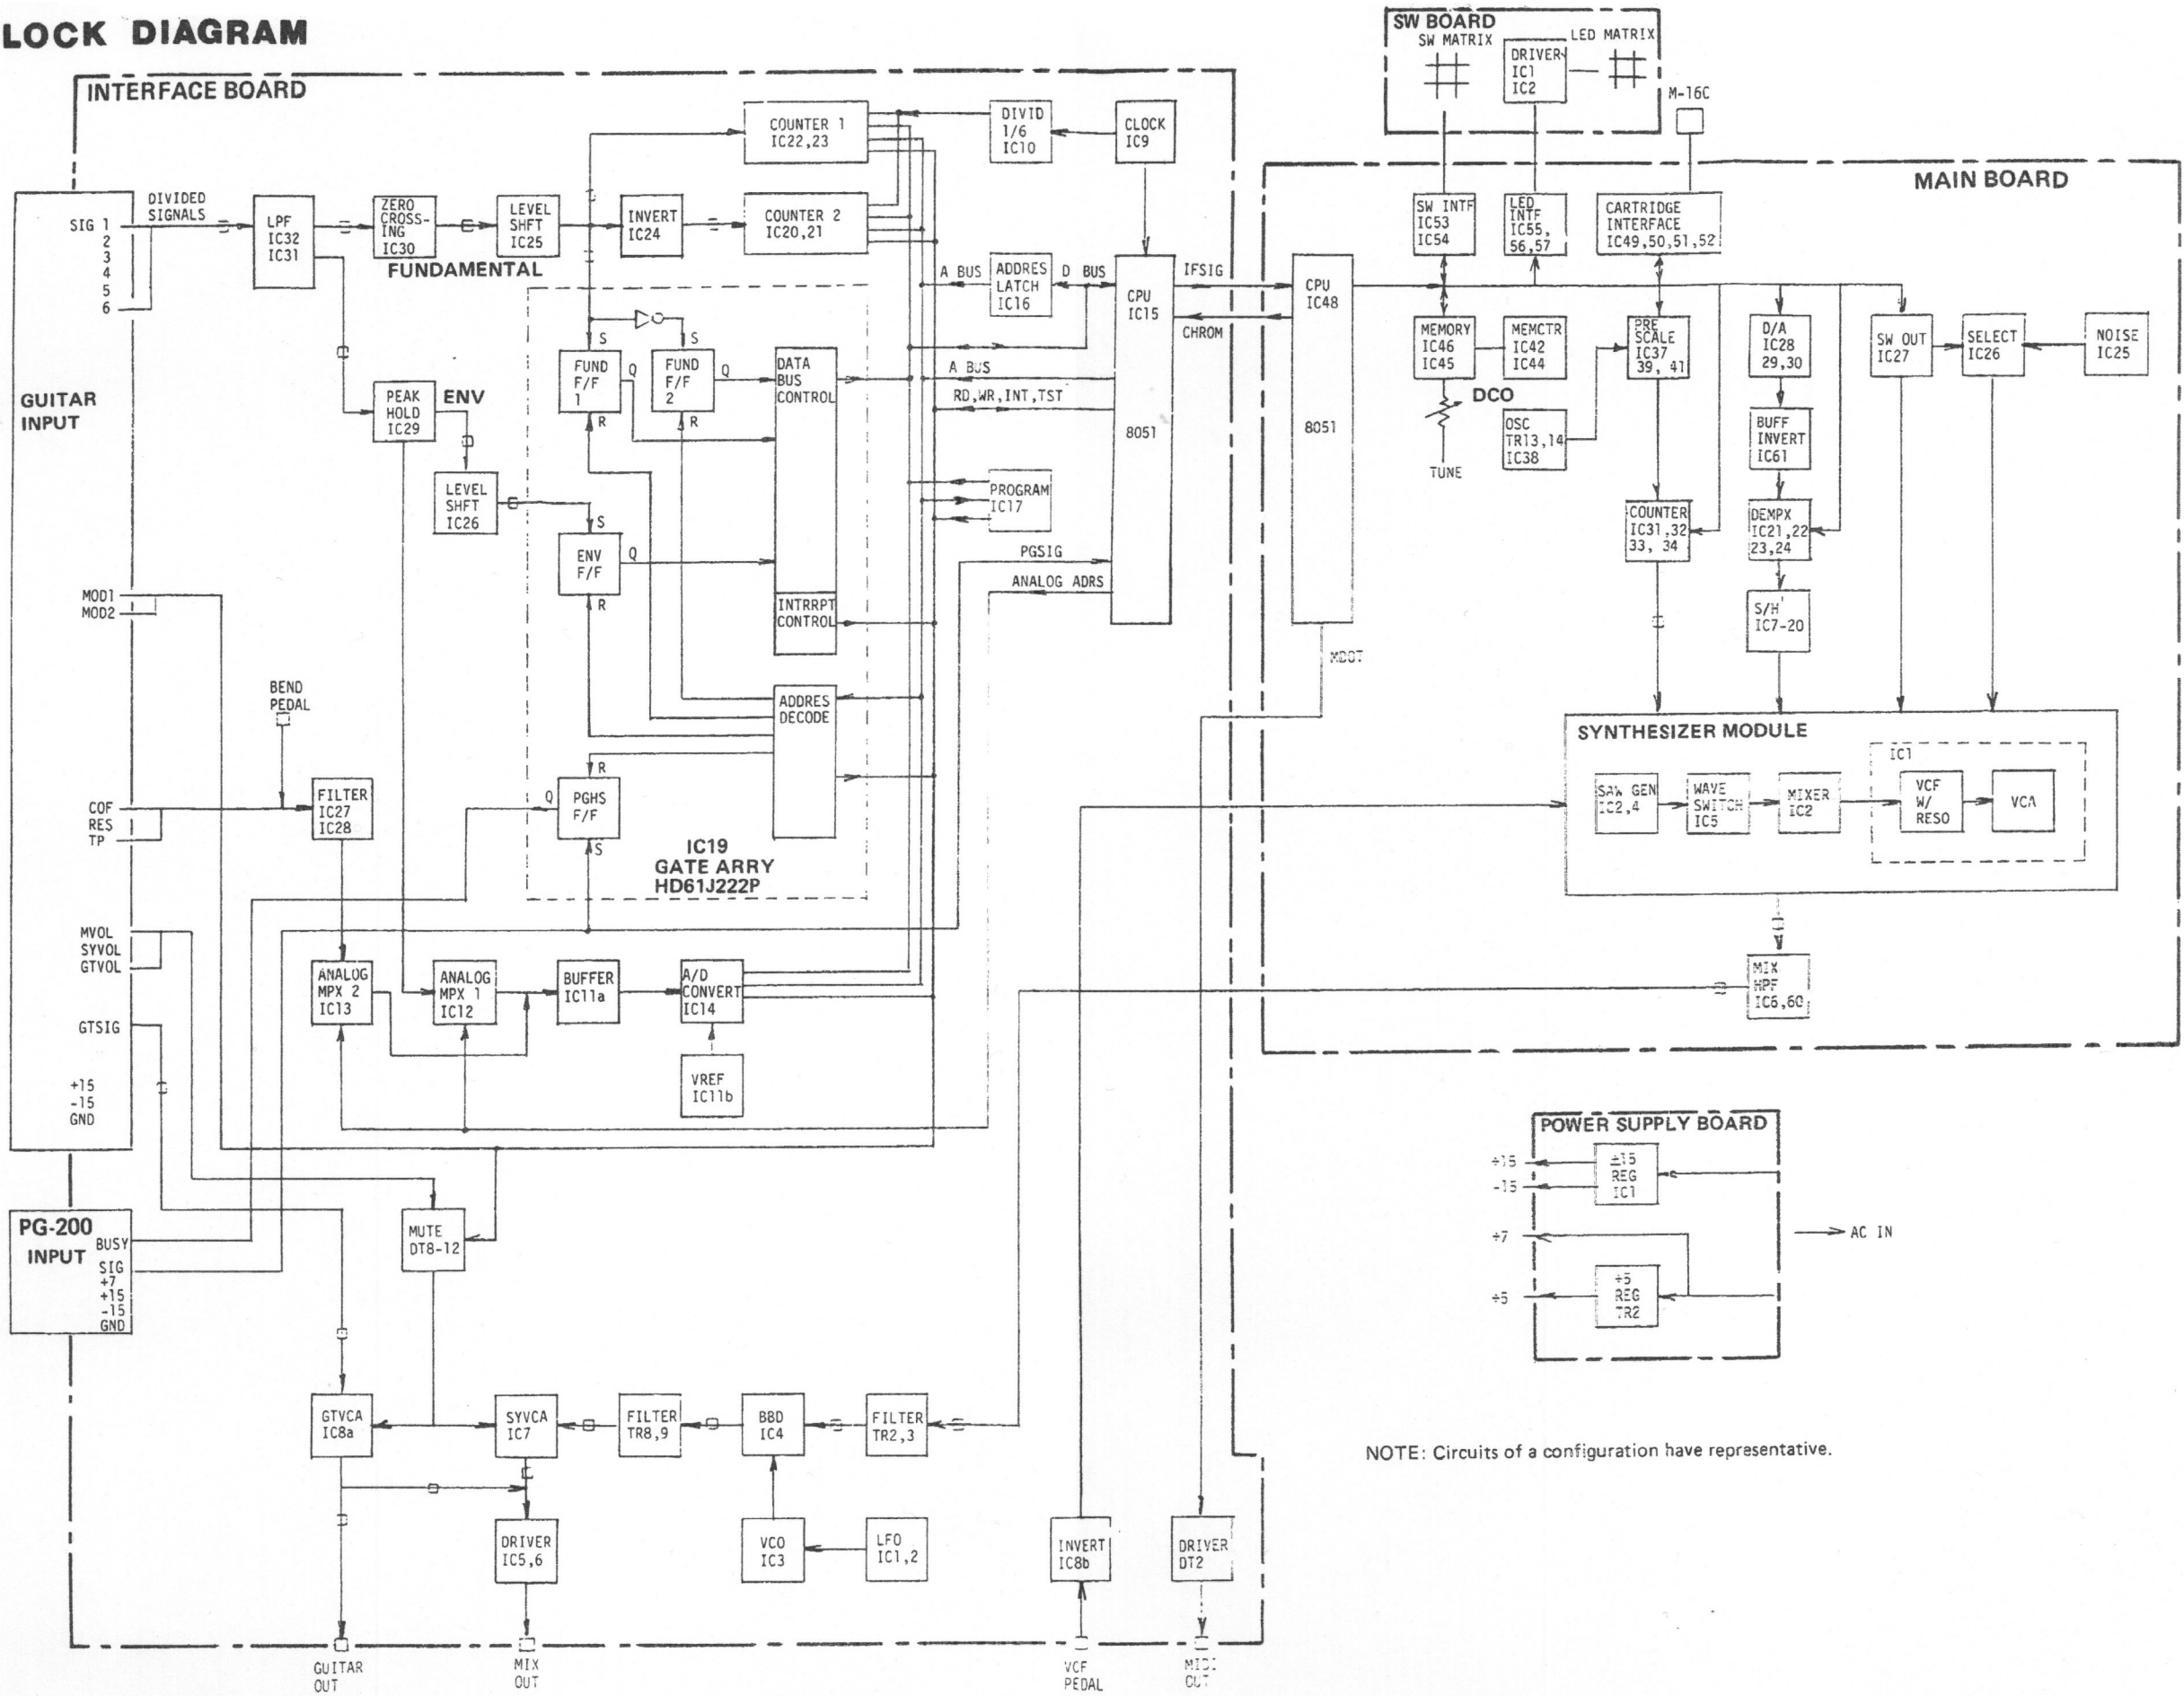 LOCK DIAGRAM
INTERFACE BOARD
SW BOARD
SW MATRIX
LED MATRIX
DRIVER
IC1
IC2
M-16C
MAIN BOARD
COUNTER 1
IC22,23
DIVID
1/6
IC10
CLOCK
IC9
DIVIDED
SIGNALS
SIG 1
2
3
4
5
6
LPF
IC32
IC31
ZERO
CROSS-
ING
IC30
LEVEL
SHFT
IC25
INVERT
IC24
COUNTER 2
IC20,21
FUNDAMENTAL
SW INTF
IC53
IC54
LED
INTF
IC55,
56,57
CARTRIDGE
INTERFACE
IC49,50,51,52
A BUS
ADDRES
LATCH
IC16
D BUS
CPU
IC15
8051
IFSIG
CHROM
CPU
IC48
8051
MEMORY
IC46
IC45
MEMCTR
IC42
IC44
PRE
SCALE
IC37
39, 41
D/A
IC28
29,30
SW OUT
IC27
SELECT
IC26
NOISE
IC25
GUITAR
INPUT
S
FUND
F/F
1
Q
R
S
FUND
F/F
2
Q
R
DATA
BUS
CONTROL
A BUS
RD,WR,INT,TST
PEAK
HOLD
IC29
ENV
DCO
TUNE
OSC
TR13,14
IC38
BUFF
INVERT
IC61
LEVEL
SHFT
IC26
PROGRAM
IC17
COUNTER
IC31,32
33, 34
DEMPX
IC21,22
23,24
S
ENV
F/F
Q
R
PGSIG
ANALOG ADRS
INTRRPT
CONTROL
MOD1
MOD2
S/H
IC7-20
MDOT
BEND
PEDAL
ADDRES
DECODE
SYNTHESIZER MODULE
IC1
SAW GEN
IC2,4
WAVE
SWITCH
IC5
MIXER
IC2
VCF
W/
RESO
VCA
COF
RES
TP
FILTER
IC27
IC28
R
Q
PGHS
F/F
S
IC19
GATE ARRY
HD61J222P
MVOL
SYVOL
GTVOL
ANALOG
MPX 2
IC13
ANALOG
MPX 1
IC12
BUFFER
IC11a
A/D
CONVERT
IC14
MIX
HPF
IC6,60
GTSIG
VREF
IC11b
+15
-15
GND
POWER SUPPLY BOARD
+15
-15
±15
REG
IC1
+7
+5
+5
REG
TR2
AC IN
PG-200
INPUT
BUSY
SIG
+7
+15
-15
GND
MUTE
DT8-12
GTVCA
IC8a
SYVCA
IC7
FILTER
TR8,9
BBD
IC4
FILTER
TR2,3
NOTE: Circuits of a configuration have representative.
DRIVER
IC5,6
VCO
IC3
LFO
IC1,2
INVERT
IC8b
DRIVER
DT2
GUITAR
OUT
MIX
OUT
VCF
PEDAL
MIDI
OUT